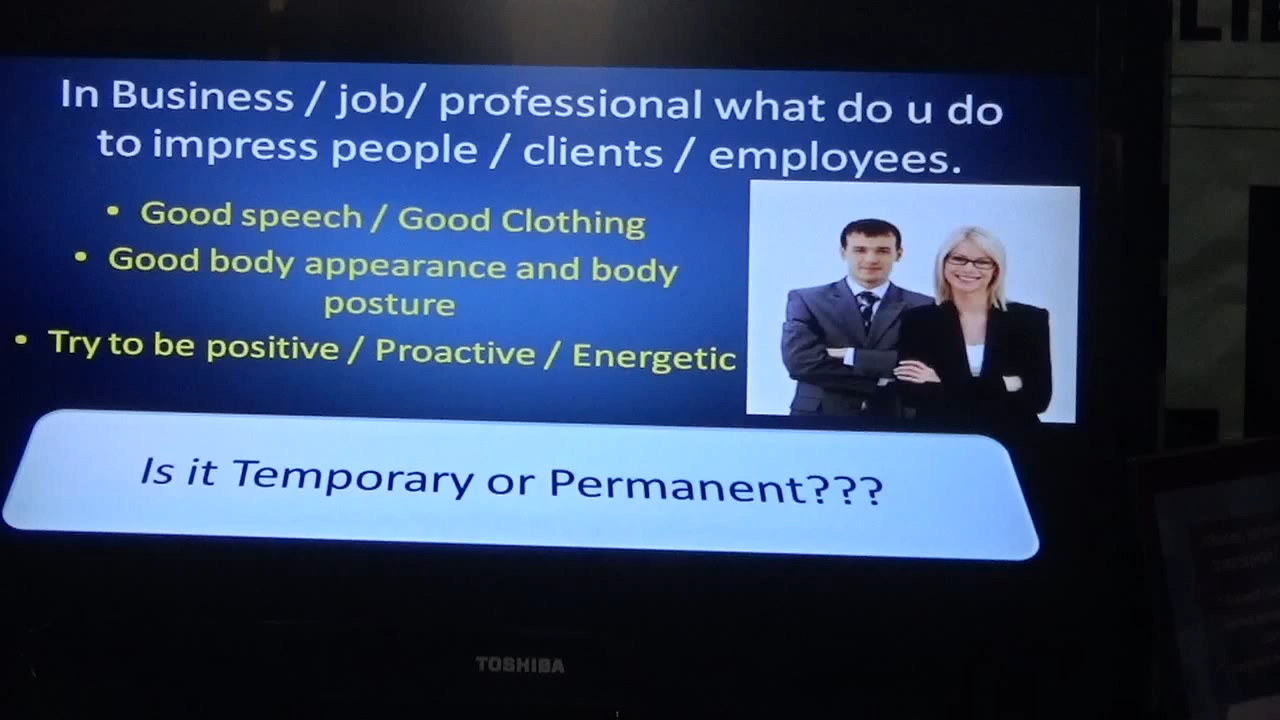 In Business / job/ professional what do u do
to impress people / clients / employees.
• Good speech / Good Clothing
• Good body appearance and body
posture
• Try to be positive / Proactive / Energetic
Is it Temporary or Permanent???
TOSHIBA